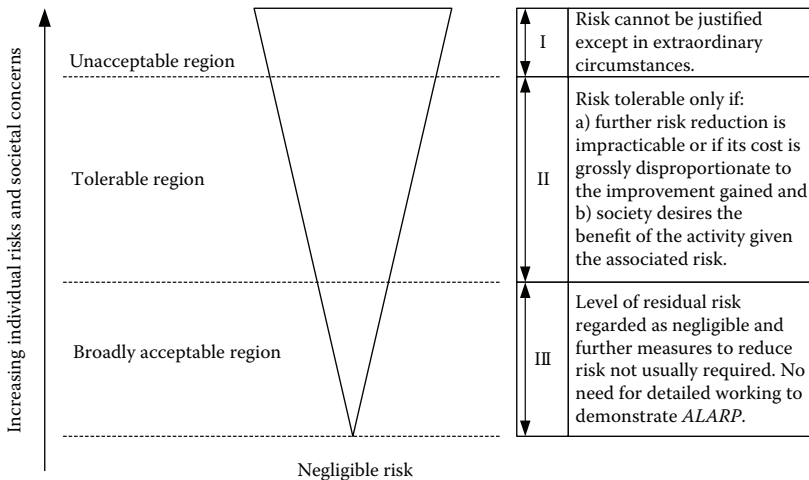 Increasing individual risks and societal concerns
Unacceptable region
Tolerable region
Broadly acceptable region
Negligible risk
I
Risk cannot be justified
except in extraordinary
circumstances.
II
Risk tolerable only if:
a) further risk reduction is
impracticable or if its cost is
grossly disproportionate to
the improvement gained and
b) society desires the
benefit of the activity given
the associated risk.
III
Level of residual risk
regarded as negligible and
further measures to reduce
risk not usually required. No
need for detailed working to
demonstrate ALARP.